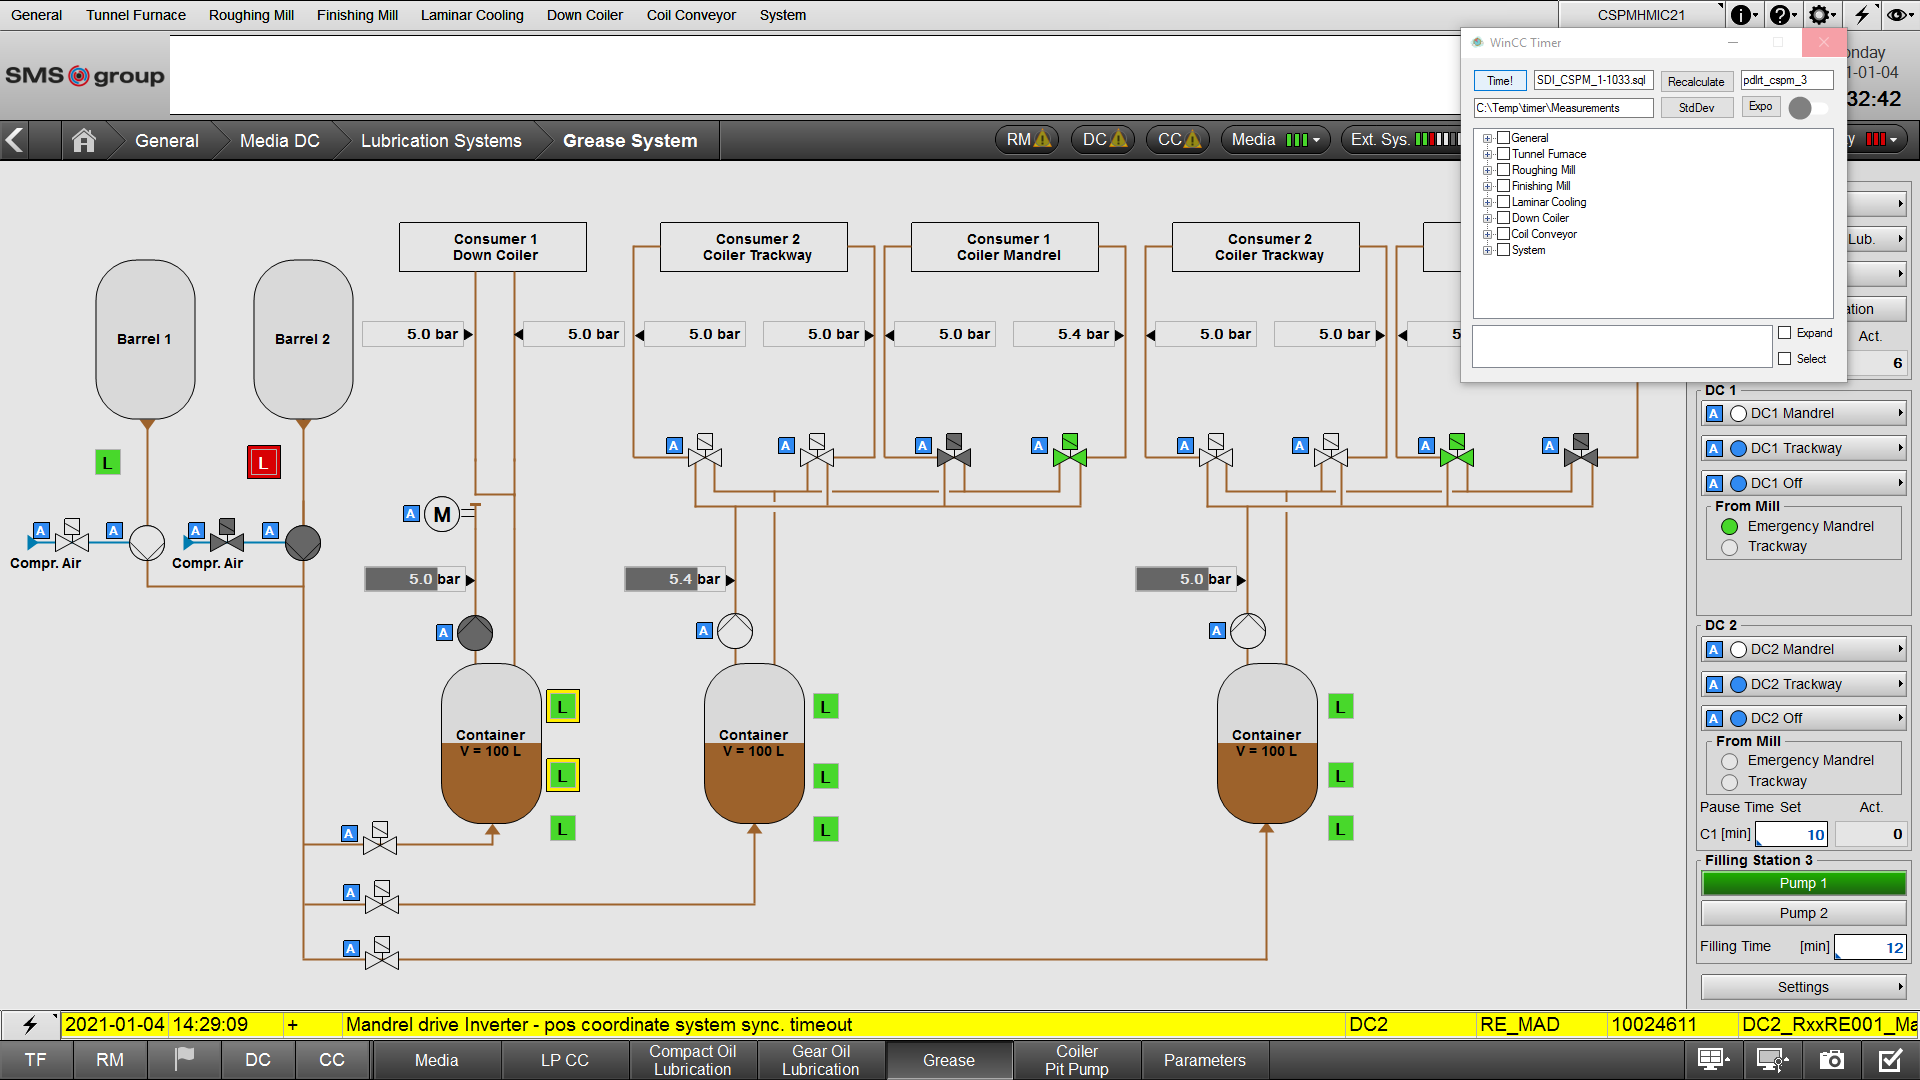 General Tunnel Furnace Roughing Mill Finishing Mill Laminar Cooling Down Coiler Coil Conveyor System CSPMHMIC21
SMS group
WinCC Timer
Time! SDI_CSPM_1-1033.sql Recalculate pdlrt_cspm_3
C:\Temp\timer\Measurements StdDev Expo
onday
1-01-04
32:42
General Media DC Lubrication Systems Grease System RM DC CC Media Ext. Sys. y
General
Tunnel Furnace
Roughing Mill
Finishing Mill
Laminar Cooling
Down Coiler
Coil Conveyor
System
Expand
Select
Consumer 1
Down Coiler
Consumer 2
Coiler Trackway
Consumer 1
Coiler Mandrel
Consumer 2
Coiler Trackway
Barrel 1
Barrel 2
5.0 bar 5.0 bar 5.0 bar 5.0 bar 5.0 bar 5.4 bar 5.0 bar 5.0 bar 5
A A A A A A A A
L L
A M
A A A A
Compr. Air Compr. Air
5.0 bar 5.4 bar 5.0 bar
A A A
Container
V = 100 L
Container
V = 100 L
Container
V = 100 L
L L L
L L L
L L L
A
A
A
Lub.
ation
Act.
6
DC 1
A DC1 Mandrel
A DC1 Trackway
A DC1 Off
From Mill
Emergency Mandrel
Trackway
DC 2
A DC2 Mandrel
A DC2 Trackway
A DC2 Off
From Mill
Emergency Mandrel
Trackway
Pause Time Set Act.
C1 [min] 10 0
Filling Station 3
Pump 1
Pump 2
Filling Time [min] 12
Settings
2021-01-04 14:29:09 + Mandrel drive Inverter - pos coordinate system sync. timeout DC2 RE_MAD 10024611 DC2_RxxRE001_Ma
TF RM DC CC Media LP CC Compact Oil Lubrication Gear Oil Lubrication Grease Coiler Pit Pump Parameters